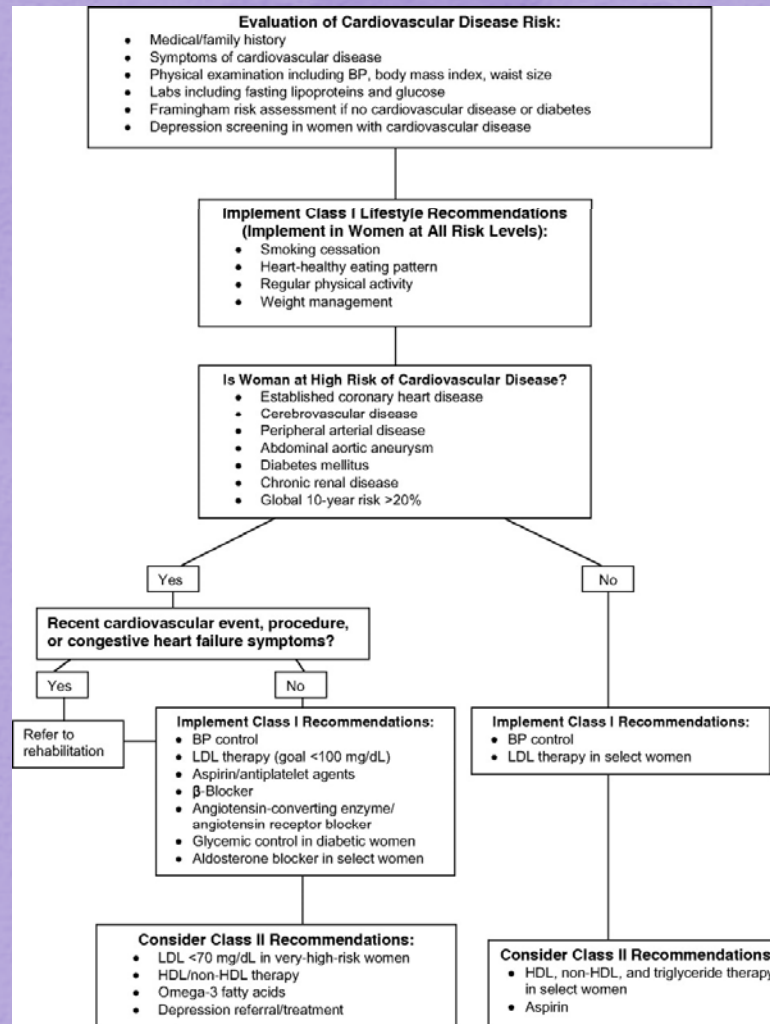 Evaluation of Cardiovascular Disease Risk:
• Medical/family history
• Symptoms of cardiovascular disease
• Physical examination including BP, body mass index, waist size
• Labs including fasting lipoproteins and glucose
• Framingham risk assessment if no cardiovascular disease or diabetes
• Depression screening in women with cardiovascular disease
Implement Class I Lifestyle Recommendations
(Implement in Women at All Risk Levels):
• Smoking cessation
• Heart-healthy eating pattern
• Regular physical activity
• Weight management
Is Woman at High Risk of Cardiovascular Disease?
• Established coronary heart disease
• Cerebrovascular disease
• Peripheral arterial disease
• Abdominal aortic aneurysm
• Diabetes mellitus
• Chronic renal disease
• Global 10-year risk >20%
Yes
No
Recent cardiovascular event, procedure,
or congestive heart failure symptoms?
Yes
No
Refer to
rehabilitation
Implement Class I Recommendations:
• BP control
• LDL therapy (goal <100 mg/dL)
• Aspirin/antiplatelet agents
• β-Blocker
• Angiotensin-converting enzyme/
angiotensin receptor blocker
• Glycemic control in diabetic women
• Aldosterone blocker in select women
Implement Class I Recommendations:
• BP control
• LDL therapy in select women
Consider Class II Recommendations:
• LDL <70 mg/dL in very-high-risk women
• HDL/non-HDL therapy
• Omega-3 fatty acids
• Depression referral/treatment
Consider Class II Recommendations
• HDL, non-HDL, and triglyceride therapy
in select women
• Aspirin